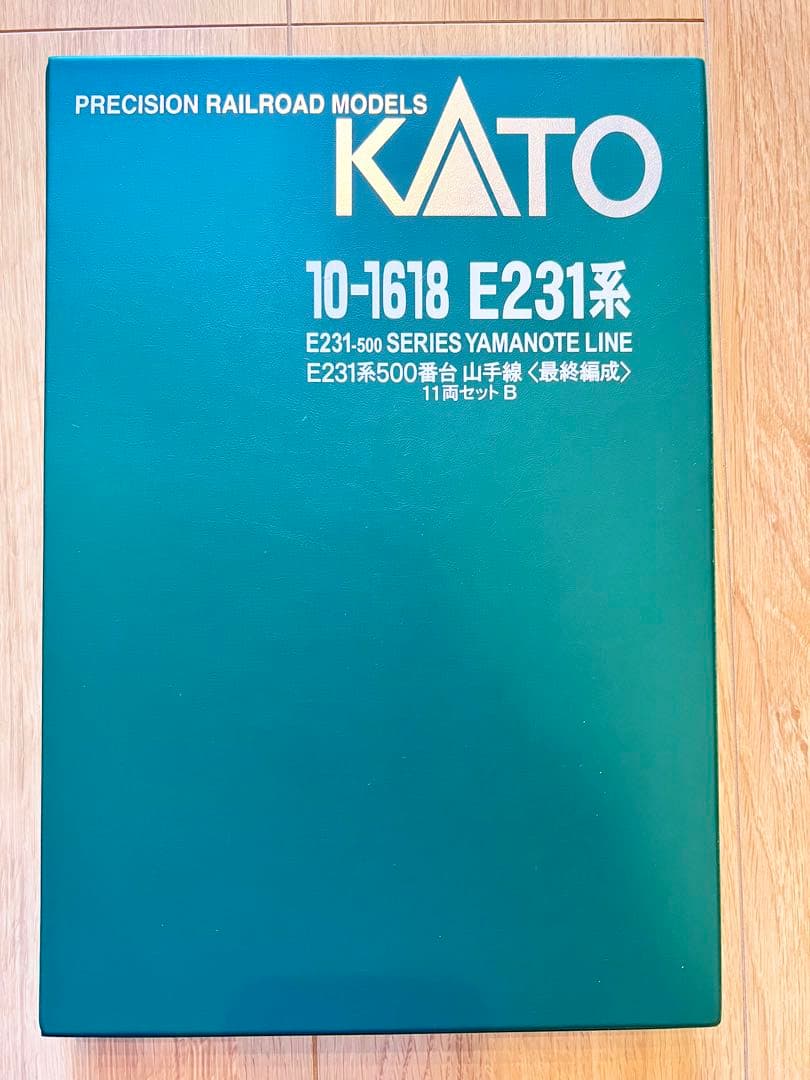 PRECISION RAILROAD MODELS
KATO
10-1618 E231系
E231-500 SERIES YAMANOTE LINE
E231系500番台 山手線〈最終編成〉
11両セット B